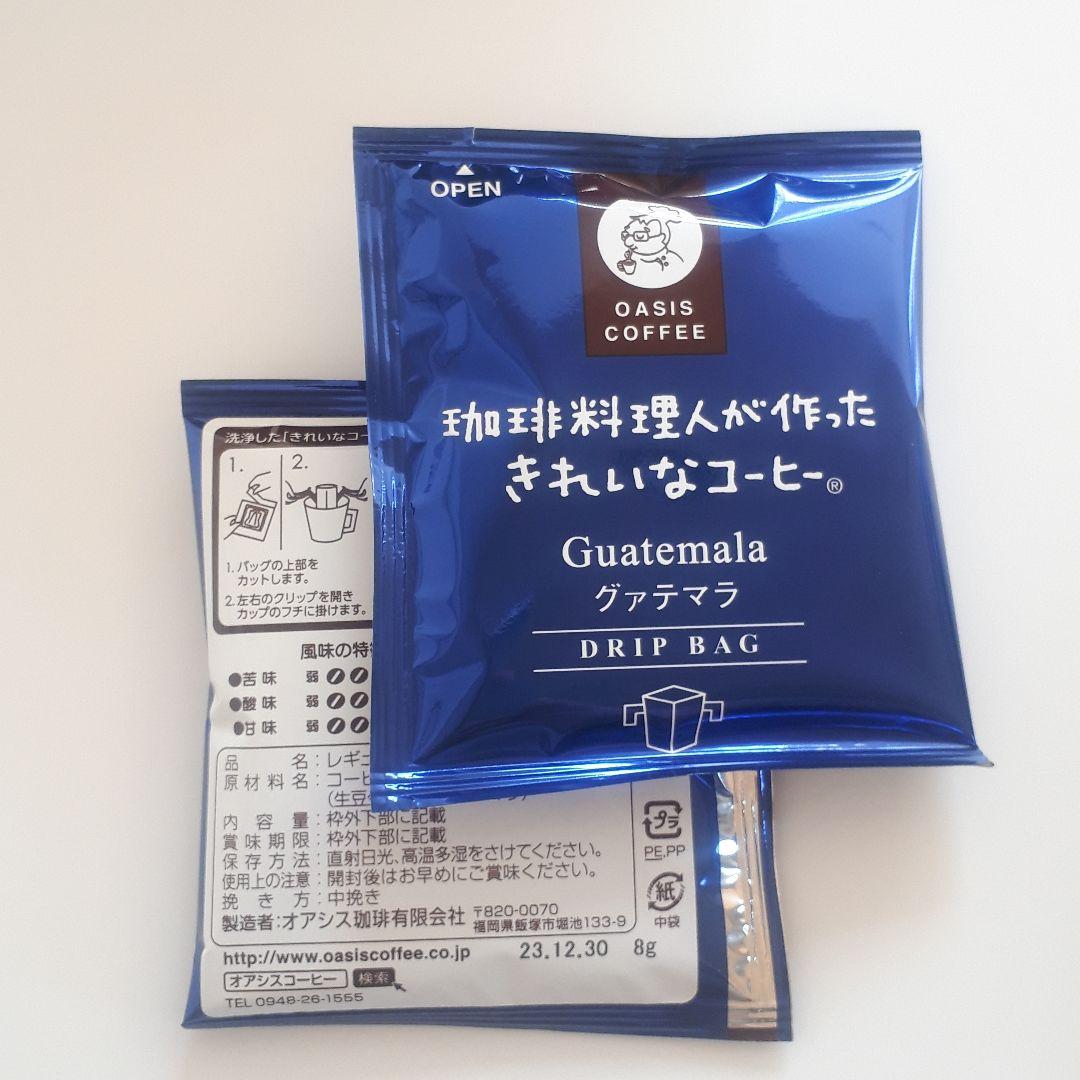 OPEN
OASIS
COFFEE
珈琲料理人が作った
きれいなコーヒー®
Guatemala
グァテマラ
DRIP BAG
洗浄した「きれいなコー
1.
2.
1.バッグの上部を
カットします。
2.左右のクリップを開き
カップのフチに掛けます。
風味の特
●苦味 弱
●酸味 弱
●甘味 弱
品名:レギュ
原材料名:コーヒ
(生豆
内容量:枠外下部に記載
賞味期限:枠外下部に記載
保存方法:直射日光、高温多湿をさけてください。
使用上の注意:開封後はお早めにご賞味ください。
挽き方:中挽き
製造者:オアシス珈琲有限会社 〒820-0070
福岡県飯塚市堀池133-9
プラ
PE,PP
紙
中袋
http://www.oasiscoffee.co.jp 23.12.30 8g
オアシスコーヒー 検索
TEL 0948-26-1555